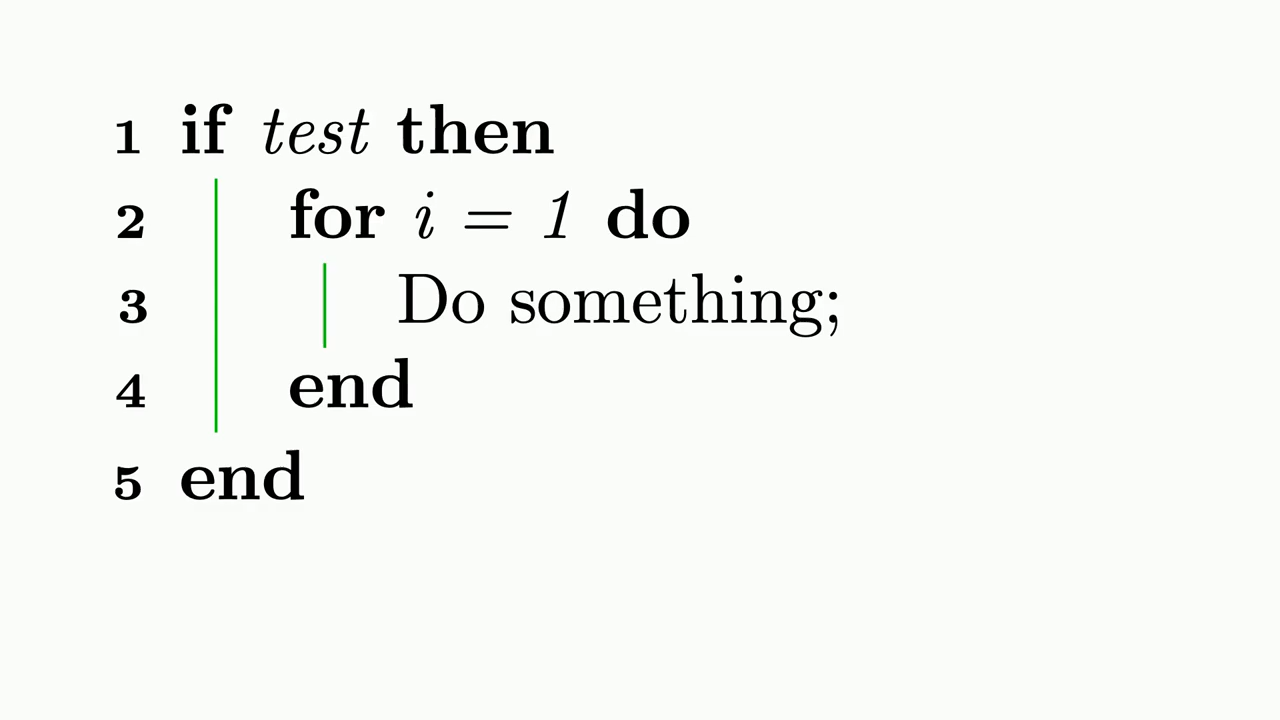 1 if test then
2 for i = 1 do
3 Do something;
4 end
5 end